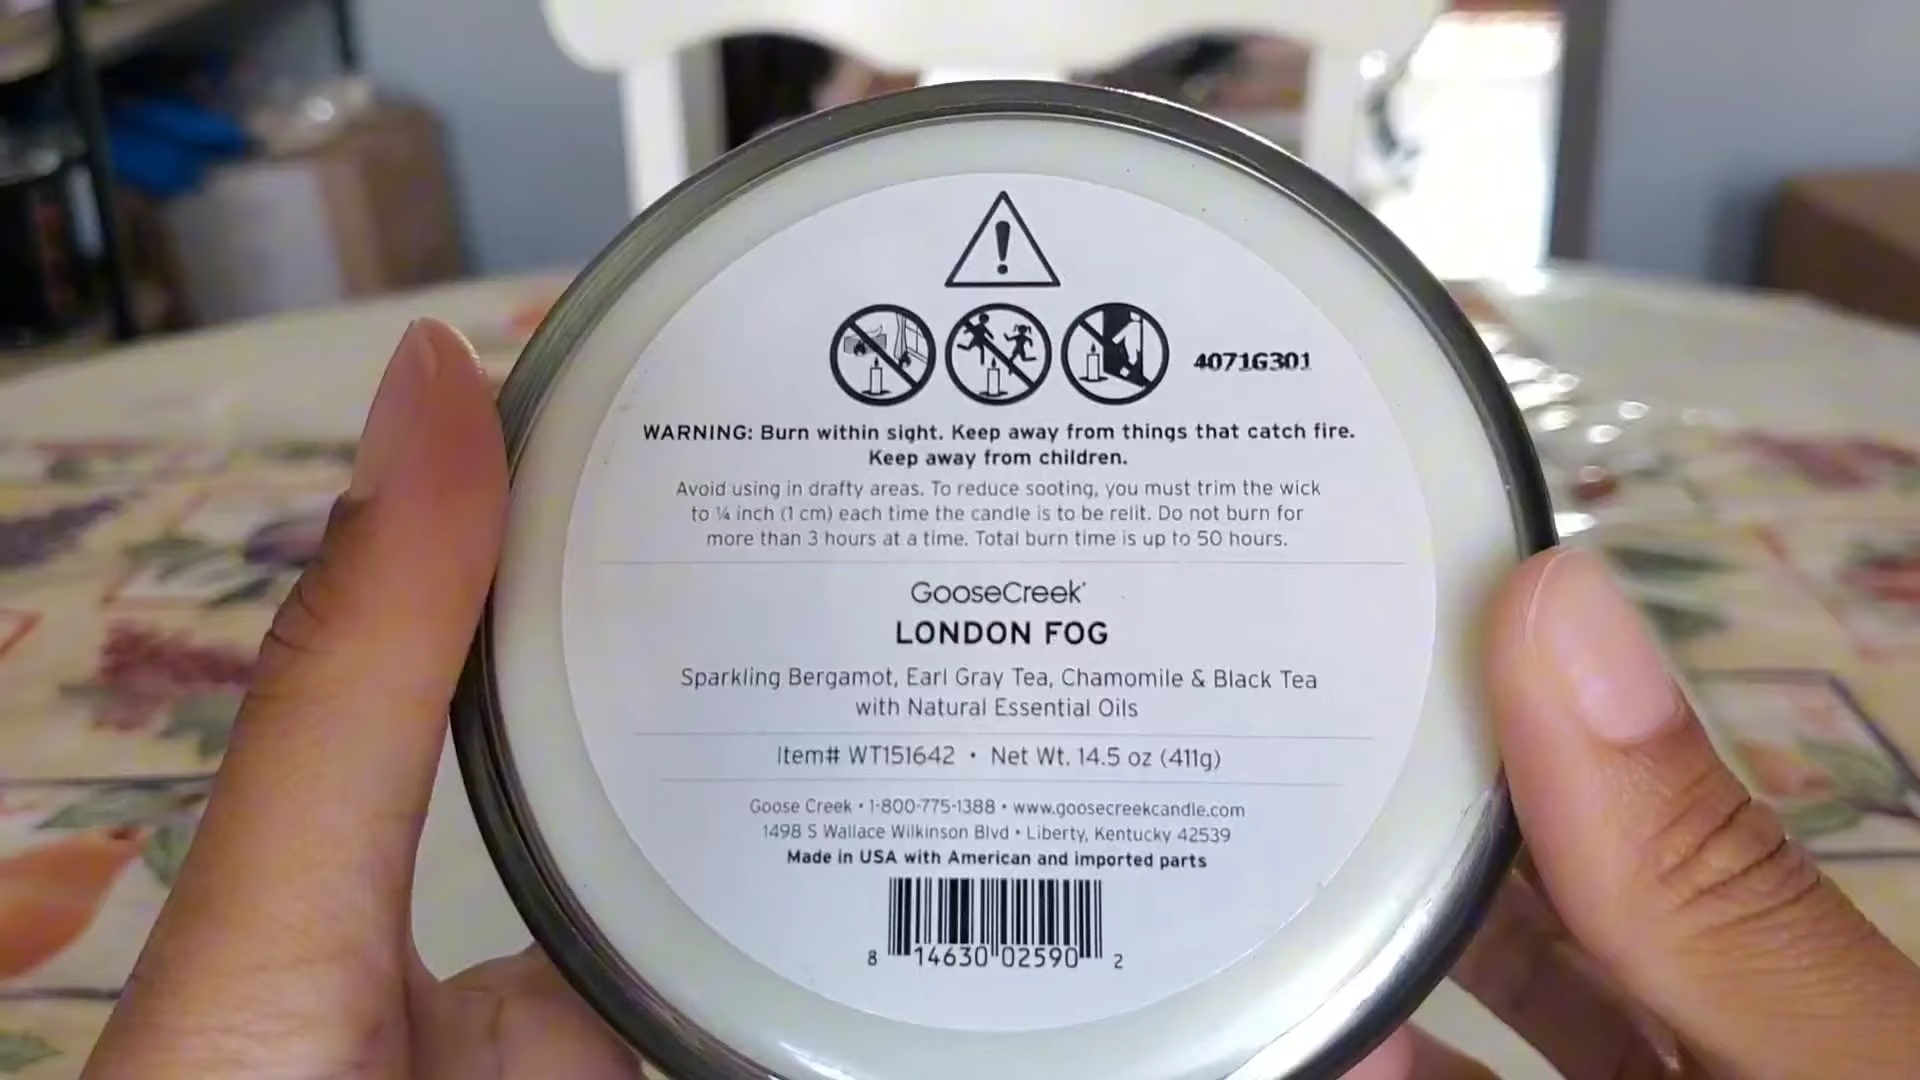 4071G301
WARNING: Burn within sight. Keep away from things that catch fire.
Keep away from children.
Avoid using in drafty areas. To reduce sooting, you must trim the wick
to ¼ inch (1 cm) each time the candle is to be relit. Do not burn for
more than 3 hours at a time. Total burn time is up to 50 hours.
GooseCreek
LONDON FOG
Sparkling Bergamot, Earl Gray Tea, Chamomile & Black Tea
with Natural Essential Oils
Item# WT151642 • Net Wt. 14.5 oz (411g)
Goose Creek • 1-800-775-1388 • www.goosecreekcandle.com
1498 S Wallace Wilkinson Blvd • Liberty, Kentucky 42539
Made in USA with American and imported parts
8 14630 02590 2